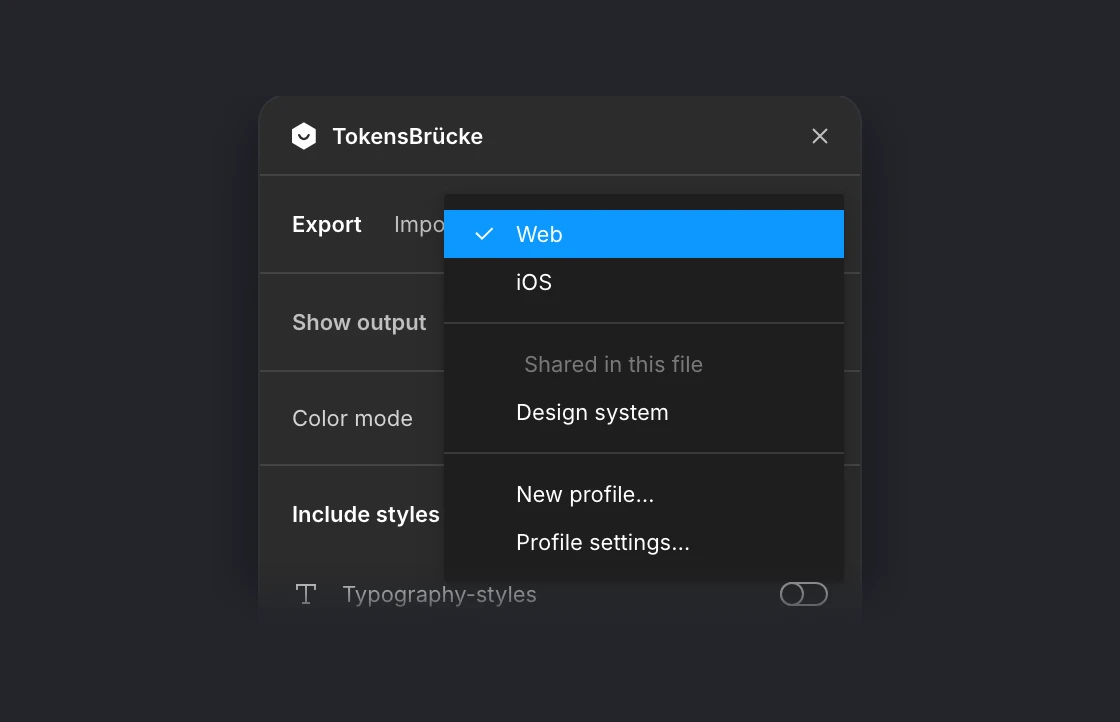 TokensBrücke
Export Impo
Web
iOS
Show output
Shared in this file
Design system
Color mode
New profile...
Include styles
Profile settings...
Typography-styles